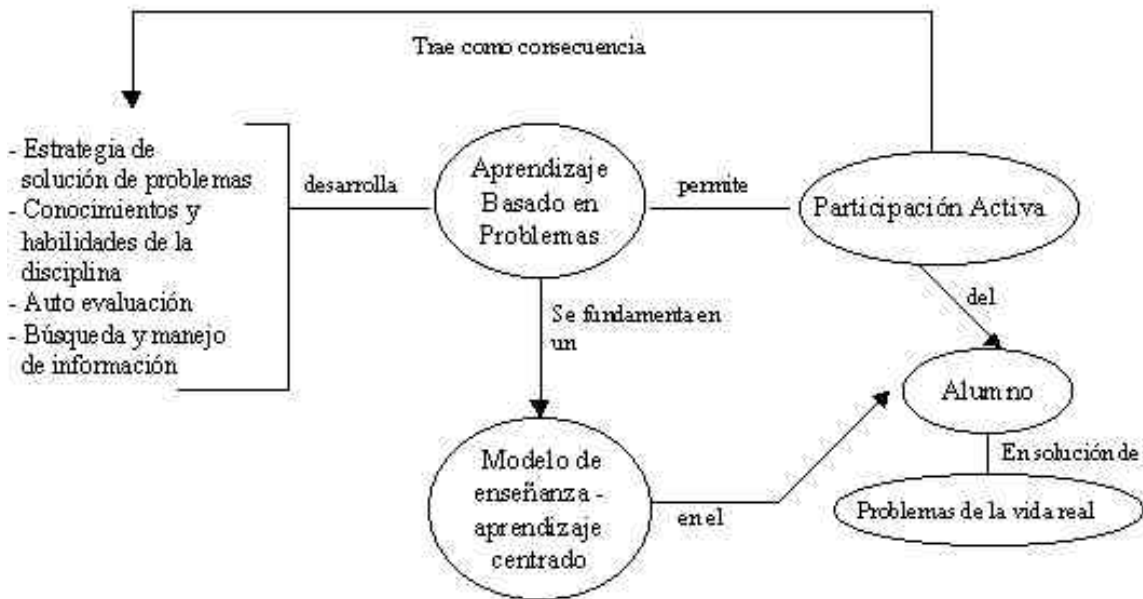 Trae como consecuencia
- Estrategia de
solución de problemas
- Conocimientos y
habilidades de la
disciplina
- Auto evaluación
- Búsqueda y manejo
de información
desarrolla
Aprendizaje
Basado en
Problemas
permite
Participación Activa
Se fundamenta en
un
del
Alumno
En solución de
Problemas de la vida real
Modelo de
enseñanza -
aprendizaje
centrado
en el